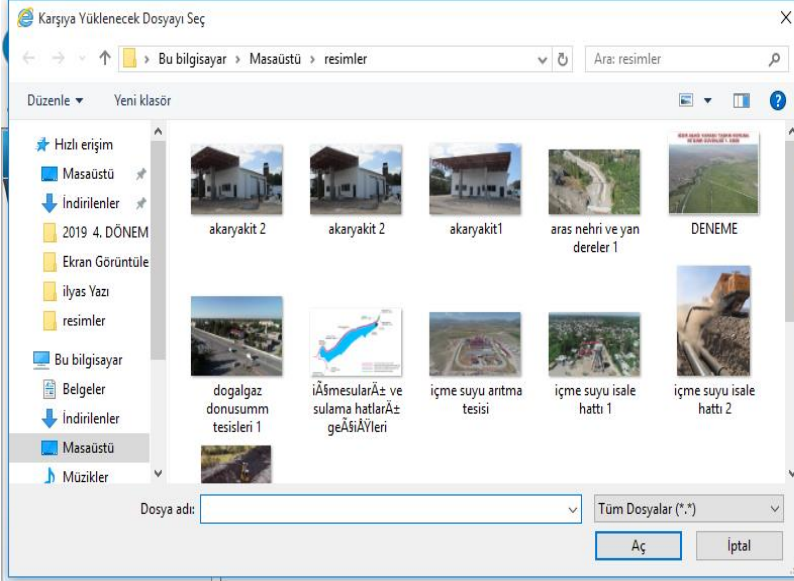 Karşıya Yüklenecek Dosyayı Seç
Bu bilgisayar > Masaüstü > resimler
Ara: resimler
Düzenle
Yeni klasör
Hızlı erişim
Masaüstü
İndirilenler
2019 4. DÖNEM
Ekran Görüntüle
ilyas Yazı
resimler
Bu bilgisayar
Belgeler
İndirilenler
Masaüstü
Müzikler
akaryakit 2
akaryakit 2
akaryakit1
aras nehri ve yan
dereler 1
DENEME
dogalgaz
donusumm
tesisleri 1
iÃ§mesularÄ± ve
sulama hatlarÄ±
geÃ§iÅŸleri
içme suyu arıtma
tesisi
içme suyu isale
hattı 1
içme suyu isale
hattı 2
Dosya adı:
Tüm Dosyalar (*.*)
Aç
İptal